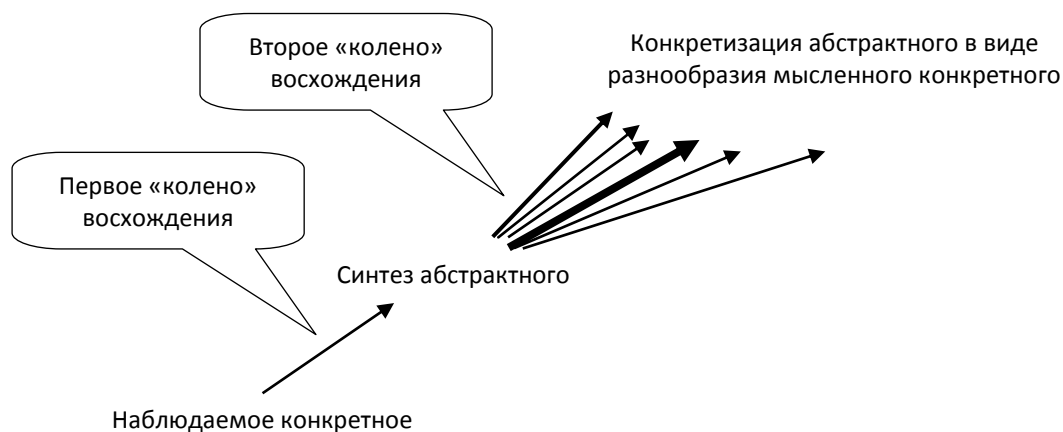 Второе «колено»
восхождения
Конкретизация абстрактного в виде
разнообразия мысленного конкретного
Первое «колено»
восхождения
Синтез абстрактного
Наблюдаемое конкретное